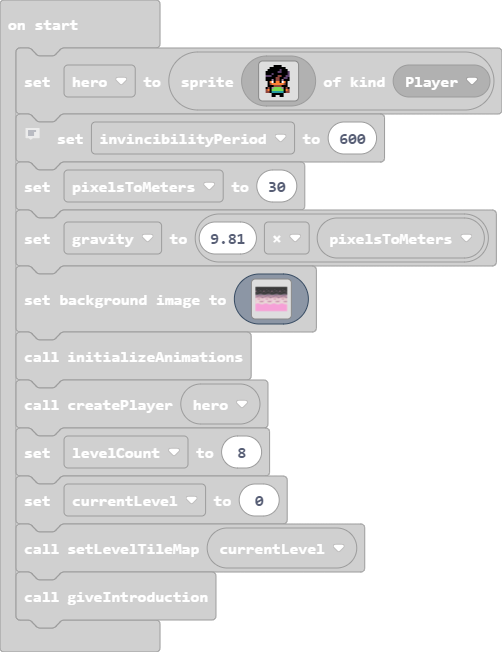 on start
set hero to sprite of kind Player
set invincibilityPeriod to 600
set pixelsToMeters to 30
set gravity to 9.81 × pixelsToMeters
set background image to
call initializeAnimations
call createPlayer hero
set levelCount to 8
set currentLevel to 0
call setLevelTileMap currentLevel
call giveIntroduction